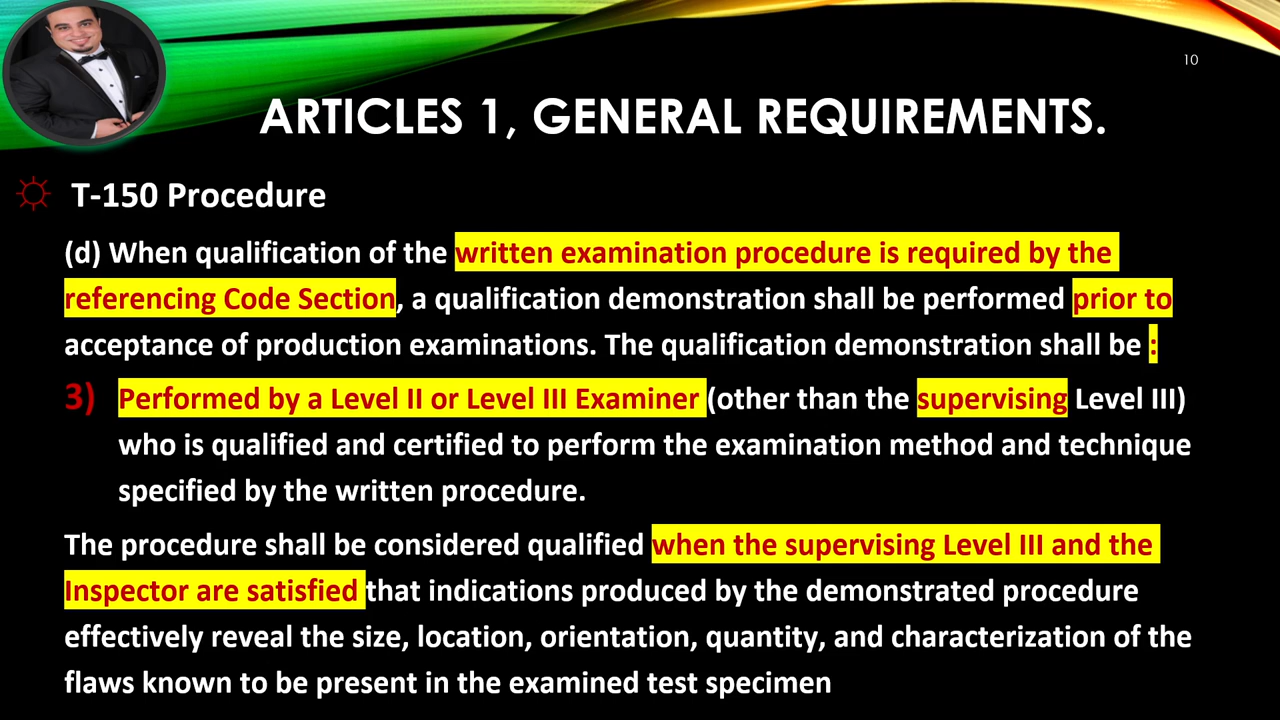 10
ARTICLES 1, GENERAL REQUIREMENTS.
T-150 Procedure
(d) When qualification of the written examination procedure is required by the
referencing Code Section, a qualification demonstration shall be performed prior to
acceptance of production examinations. The qualification demonstration shall be :
3) Performed by a Level II or Level III Examiner (other than the supervising Level III)
who is qualified and certified to perform the examination method and technique
specified by the written procedure.
The procedure shall be considered qualified when the supervising Level III and the
Inspector are satisfied that indications produced by the demonstrated procedure
effectively reveal the size, location, orientation, quantity, and characterization of the
flaws known to be present in the examined test specimen